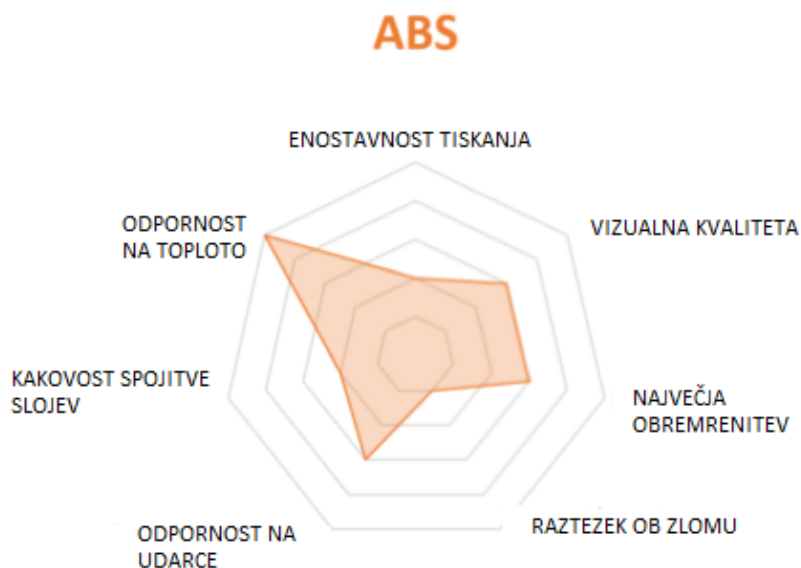 ABS
ENOSTAVNOST TISKANJA
VIZUALNA KVALITETA
NAJVEČJA
OBREMRENITEV
RAZTEZEK OB ZLOMU
ODPORNOST NA
UDARCE
KAKOVOST SPOJITVE
SLOJEV
ODPORNOST
NA TOPLOTO